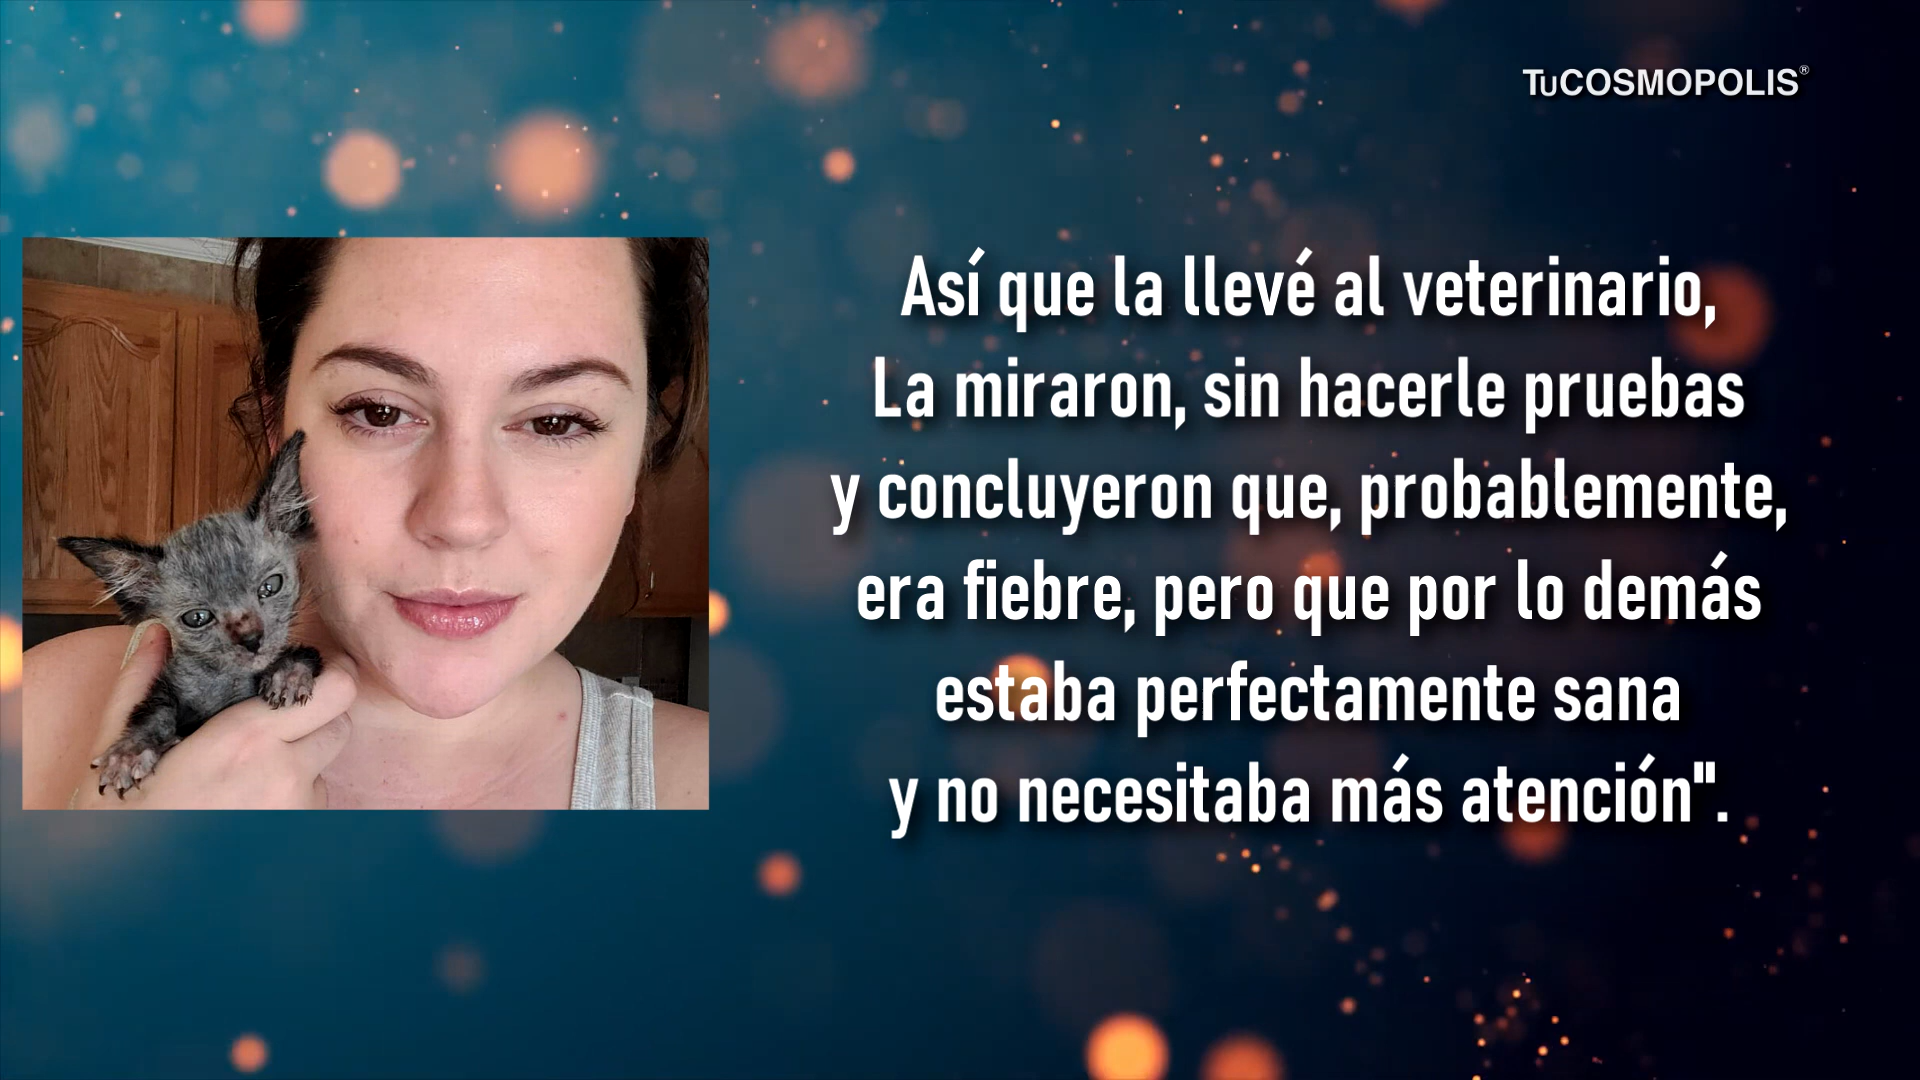 TuCOSMOPOLIS®
Así que la llevé al veterinario,
La miraron, sin hacerle pruebas
y concluyeron que, probablemente,
era fiebre, pero que por lo demás
estaba perfectamente sana
y no necesitaba más atención".